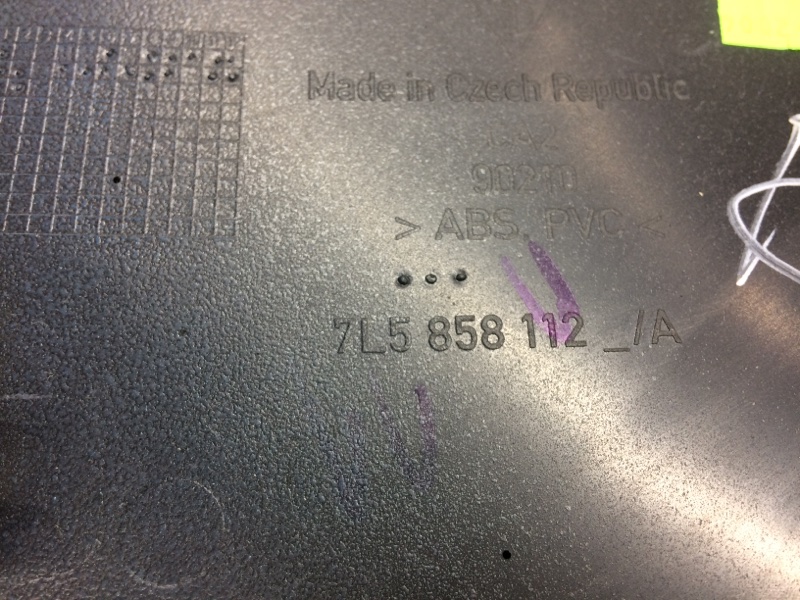 Made in Czech Republic
> ABS, PVC <
7L5 858 112 _/A